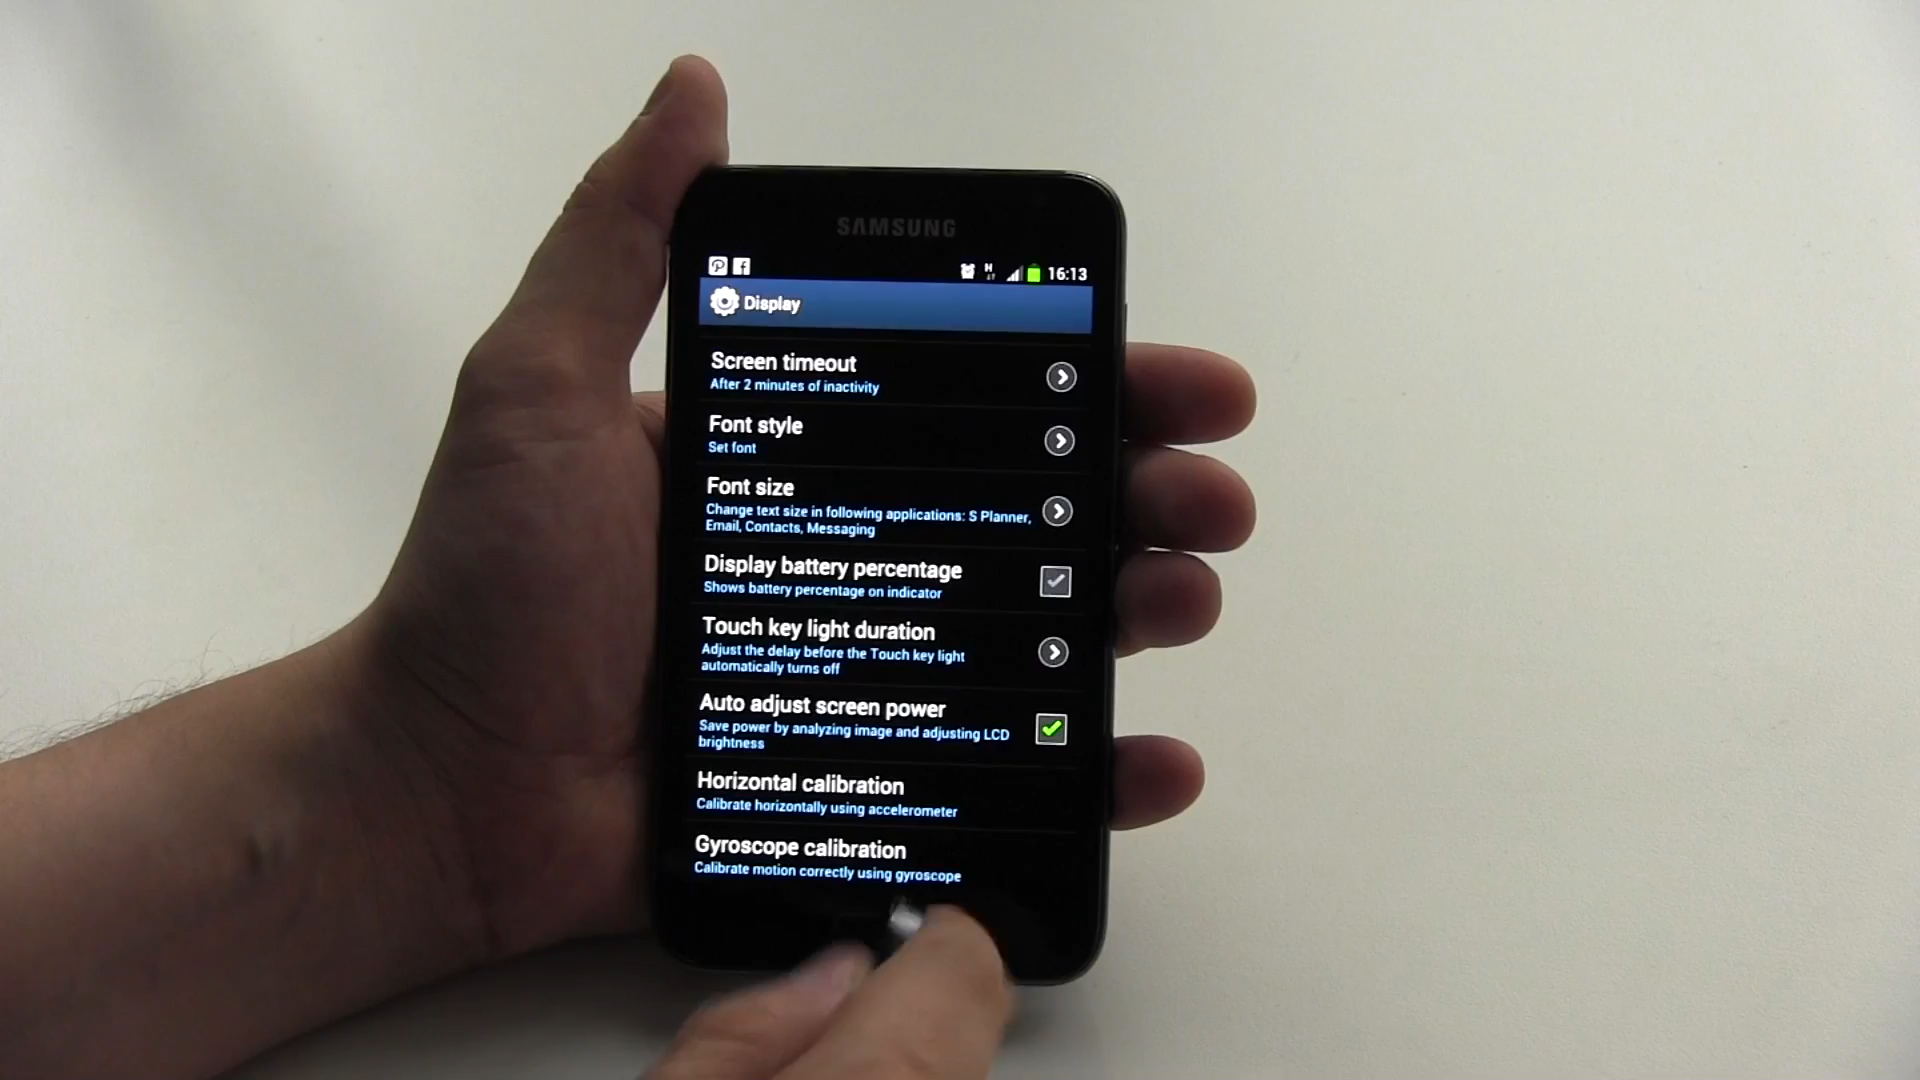 SAMSUNG
16:13
Display
Screen timeout
After 2 minutes of inactivity
Font style
Set font
Font size
Change text size in following applications: S Planner,
Email, Contacts, Messaging
Display battery percentage
Shows battery percentage on indicator
Touch key light duration
Adjust the delay before the Touch key light
automatically turns off
Auto adjust screen power
Save power by analyzing image and adjusting LCD
brightness
Horizontal calibration
Calibrate horizontally using accelerometer
Gyroscope calibration
Calibrate motion correctly using gyroscope